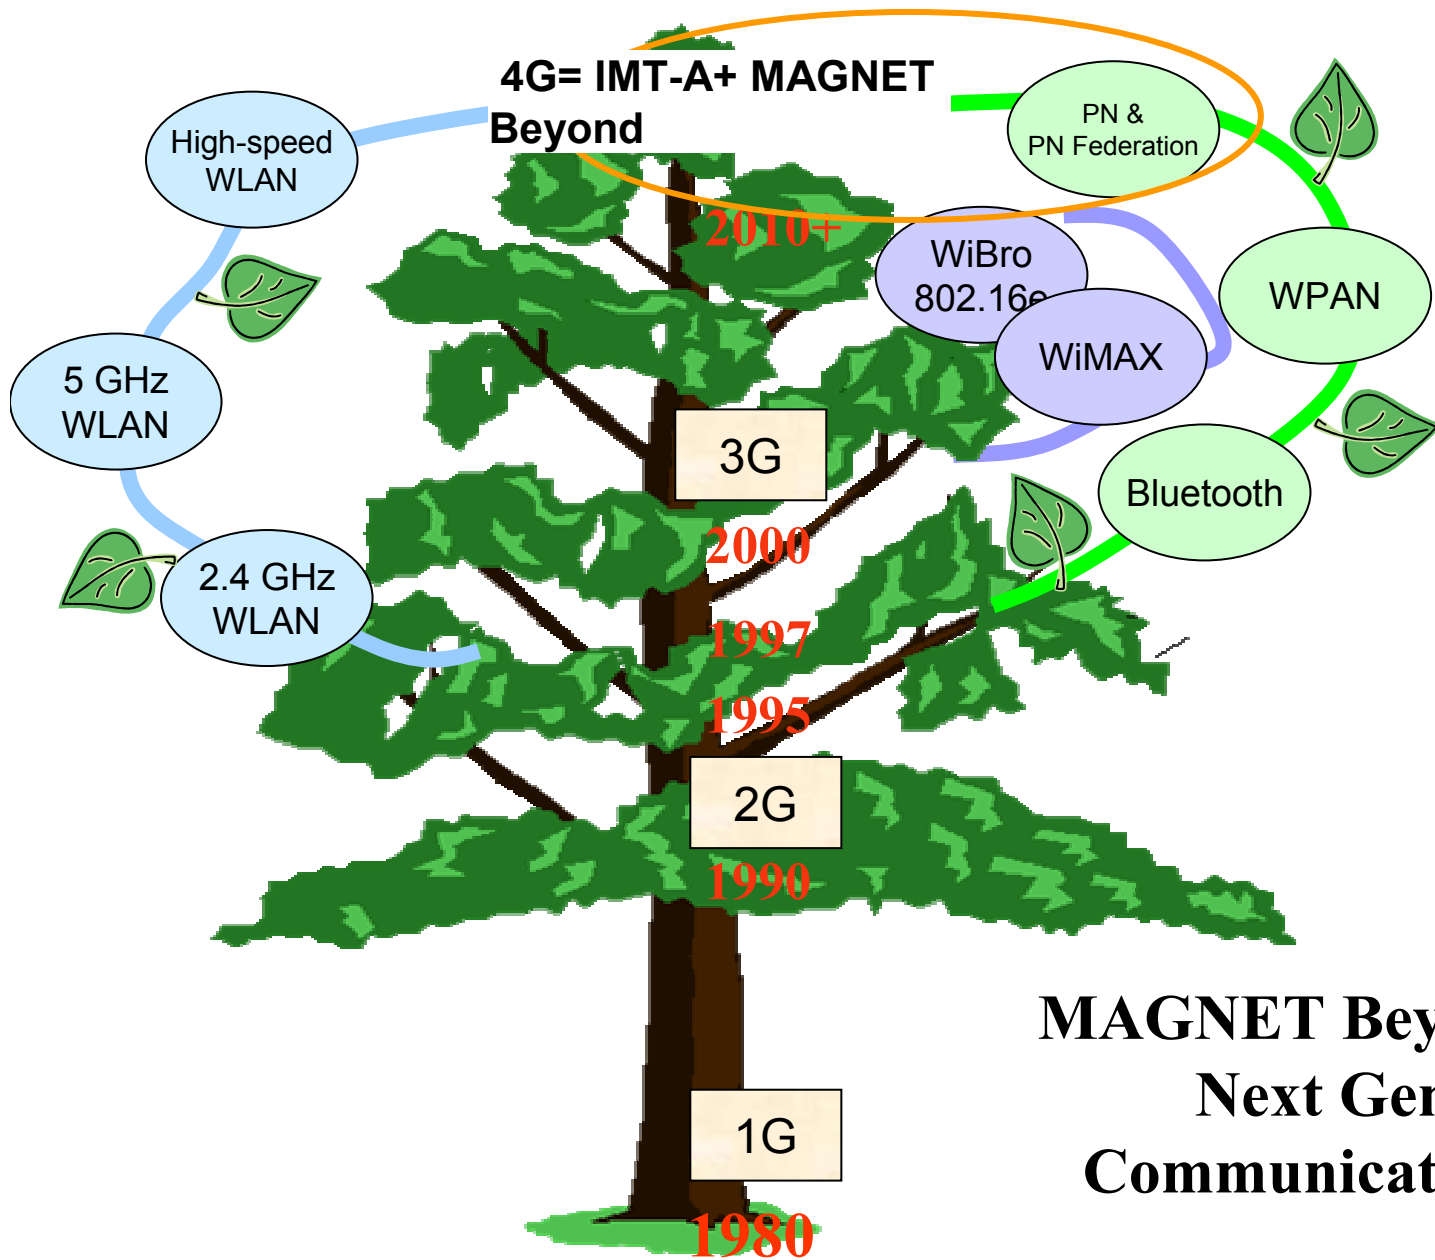 4G= IMT-A+ MAGNET
Beyond
High-speed
WLAN
PN &
PN Federation
2010+
WiBro
802.16e
WPAN
WiMAX
5 GHz
WLAN
3G
Bluetooth
2000
2.4 GHz
WLAN
1997
1995
2G
1990
MAGNET Bey
Next Ger
Communicat
1G
1980